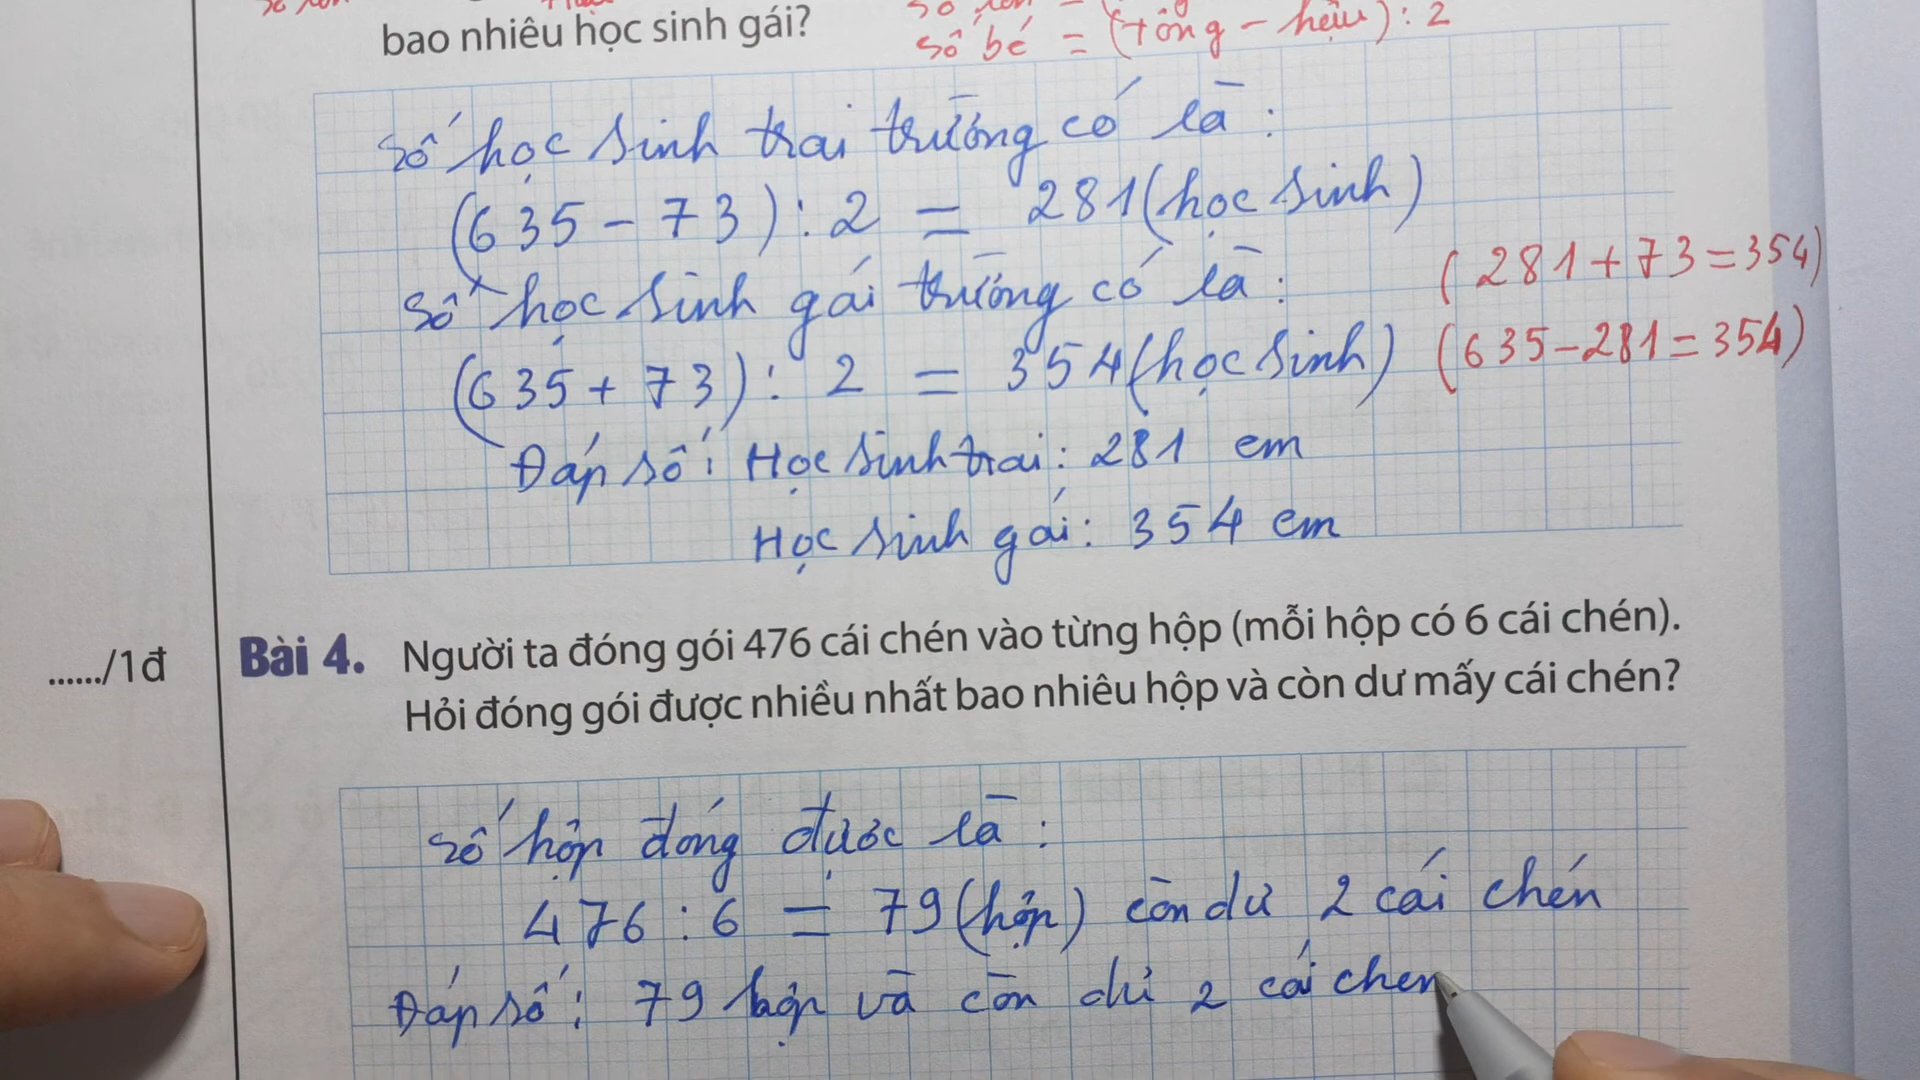 bao nhiêu học sinh gái?
số bé = (tổng - hiệu) : 2
Số học sinh trai trường có là :
(635 - 73) : 2 = 281 (học sinh)
Số học sinh gái trường có là :
(281 + 73 = 354)
(635 + 73) : 2 = 354 (học sinh)
(635 - 281 = 354)
Đáp số : Học sinh trai : 281 em
Học sinh gái : 354 em
....../1đ
Bài 4. Người ta đóng gói 476 cái chén vào từng hộp (mỗi hộp có 6 cái chén).
Hỏi đóng gói được nhiều nhất bao nhiêu hộp và còn dư mấy cái chén?
Số hộp đóng được là :
476 : 6 = 79 (hộp) còn dư 2 cái chén
Đáp số : 79 hộp và còn dư 2 cái chen